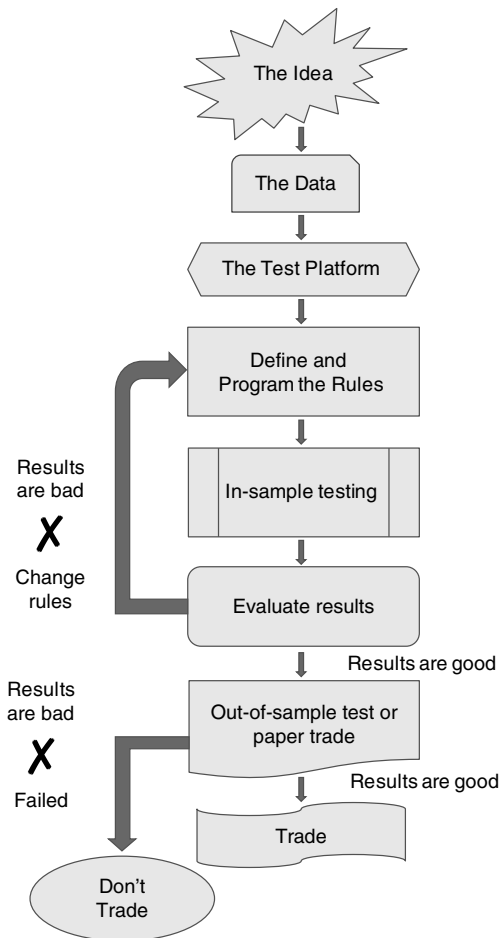 The Idea
The Data
The Test Platform
Define and
Program the Rules
In-sample testing
Results
are bad
✗
Change
rules
Evaluate results
Results are good
Out-of-sample test or
paper trade
Results
are bad
✗
Failed
Results are good
Trade
Don't
Trade